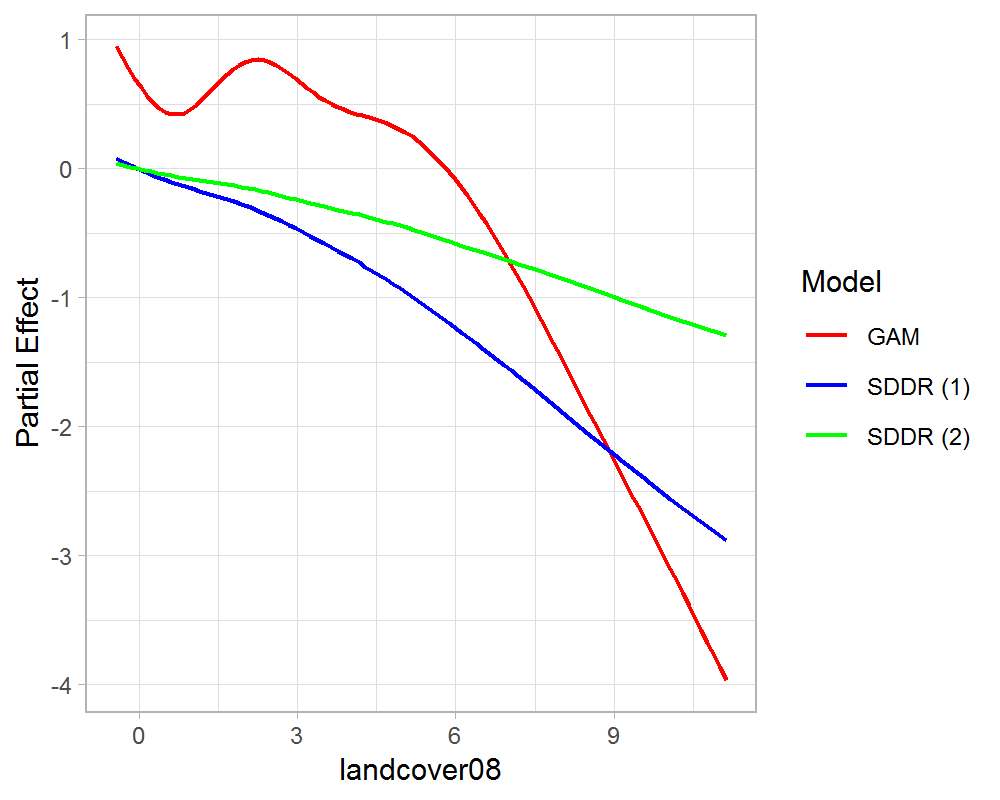 1
0
-1
-2
-3
-4
Partial Effect
0 3 6 9
landcover08
Model
GAM
SDDR (1)
SDDR (2)